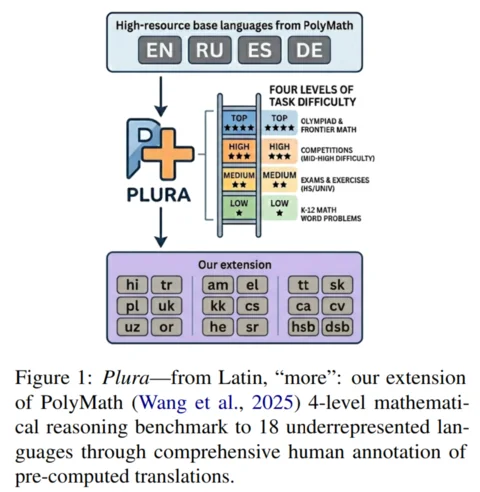 High-resource base languages from PolyMath
EN RU ES DE
FOUR LEVELS OF
TASK DIFFICULTY
TOP
★★★★
TOP
★★★★
OLYMPIAD &
FRONTIER MATH
HIGH
★★★
HIGH
★★★
COMPETITIONS
(MID-HIGH DIFFICULTY)
MEDIUM
★★
MEDIUM
★★
EXAMS & EXERCISES
(HS/UNIV)
LOW
★
LOW
★
K-12 MATH
WORD PROBLEMS
P+
PLURA
Our extension
hi tr am el tt sk
pl uk kk cs ca cv
uz or he sr hsb dsb
Figure 1: Plura—from Latin, “more”: our extension
of PolyMath (Wang et al., 2025) 4-level mathemati-
cal reasoning benchmark to 18 underrepresented lan-
guages through comprehensive human annotation of
pre-computed translations.